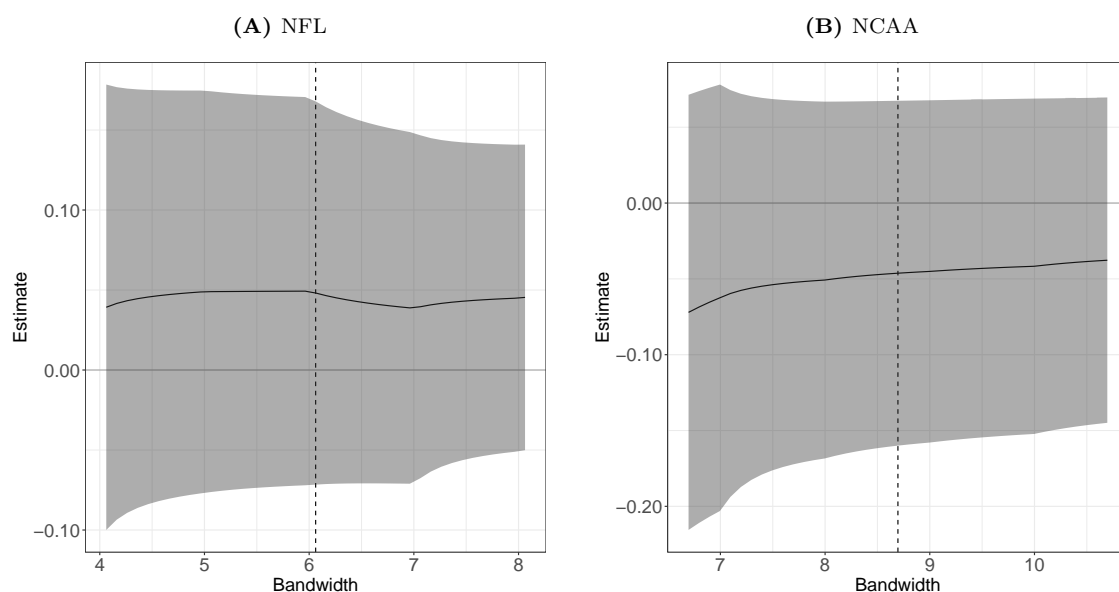 (A) NFL
0.10
0.00
−0.10
Estimate
4 5 6 7 8
Bandwidth
(B) NCAA
0.00
−0.10
−0.20
Estimate
7 8 9 10
Bandwidth